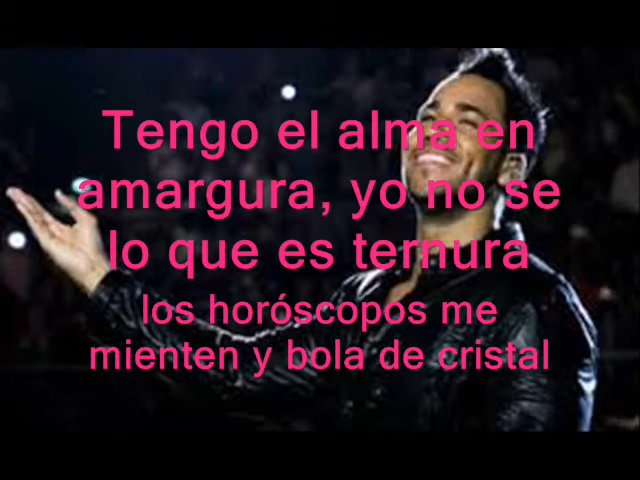 Tengo el alma en
amargura, yo no se
lo que es ternura
los horóscopos me
mienten y bola de cristal